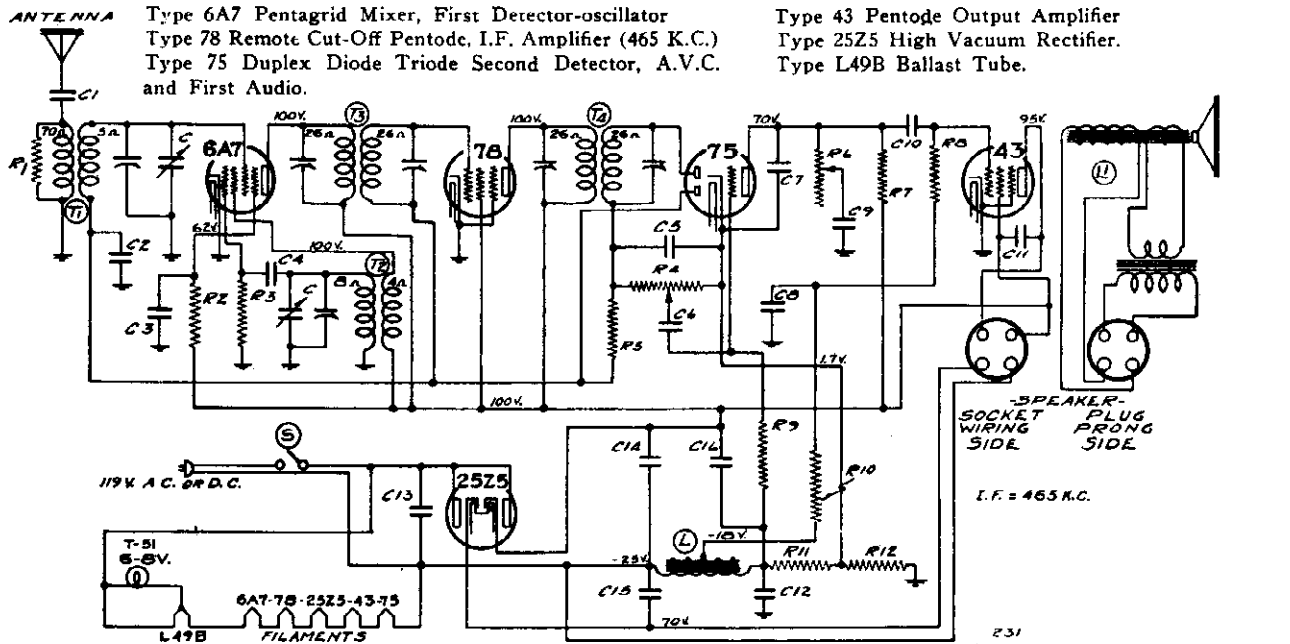 ANTENNA
Type 6A7 Pentagrid Mixer, First Detector-oscillator
Type 78 Remote Cut-Off Pentode, I.F. Amplifier (465 K.C.)
Type 75 Duplex Diode Triode Second Detector, A.V.C.
and First Audio.
Type 43 Pentode Output Amplifier
Type 25Z5 High Vacuum Rectifier.
Type L49B Ballast Tube.
C1
70Ω
5Ω
C
R1
T1
C2
6A7
100V.
26Ω
T3
26Ω
78
100V.
26Ω
T4
26Ω
75
70V.
C7
R6
C9
R7
C10
R8
43
95V.
C11
L1
62V.
100V.
C3
R2
R3
C4
C
8Ω
T2
4Ω
C5
R4
C6
R5
C8
1.7V.
100V.
-SPEAKER-
SOCKET
WIRING
SIDE
PLUG
PRONG
SIDE
S
119V. A.C. OR D.C.
C13
25Z5
C14
C16
R9
R10
I.F. = 465 K.C.
-18V.
L
-25V.
R11
R12
C15
C12
70V.
T-51
6-8V.
6A7-78-25Z5-43-75
L49B
FILAMENTS
231